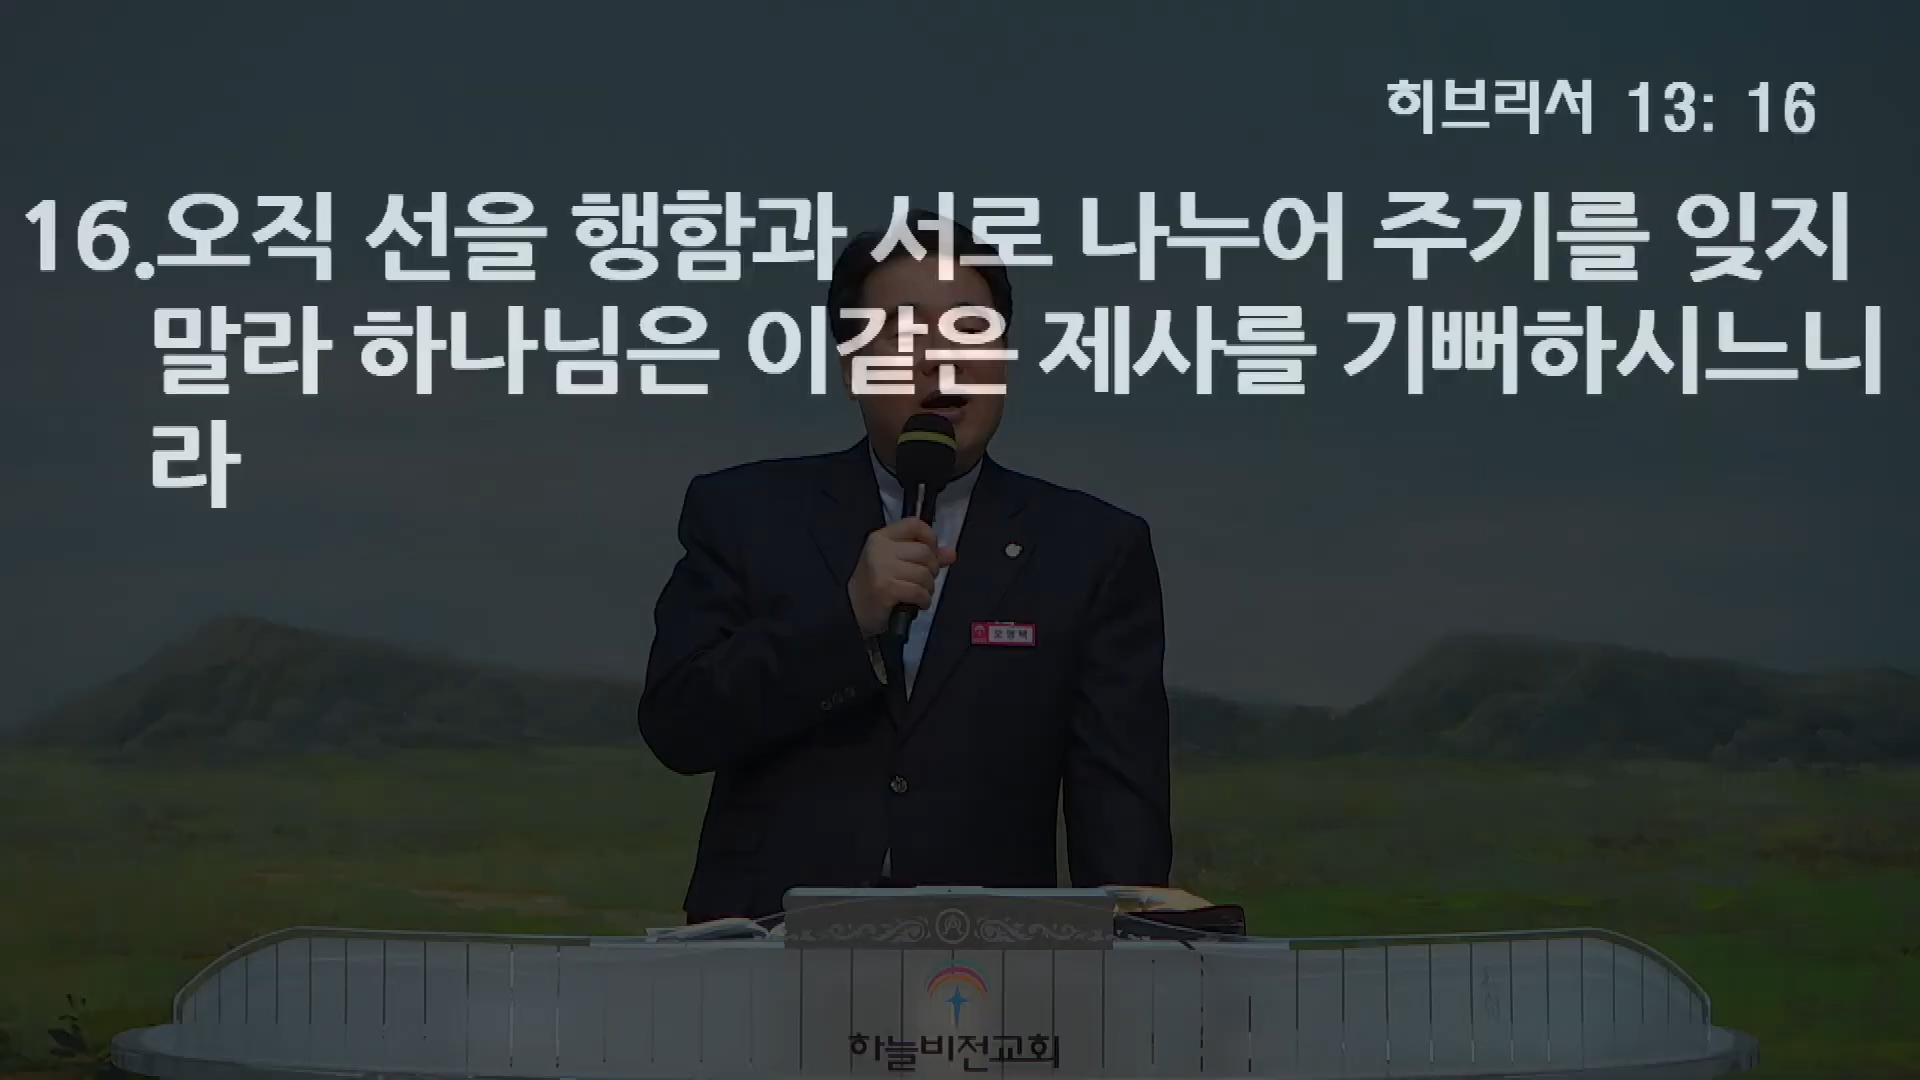 히브리서 13: 16
16.오직 선을 행함과 서로 나누어 주기를 잊지
말라 하나님은 이같은 제사를 기뻐하시느니
라
하늘비전교회